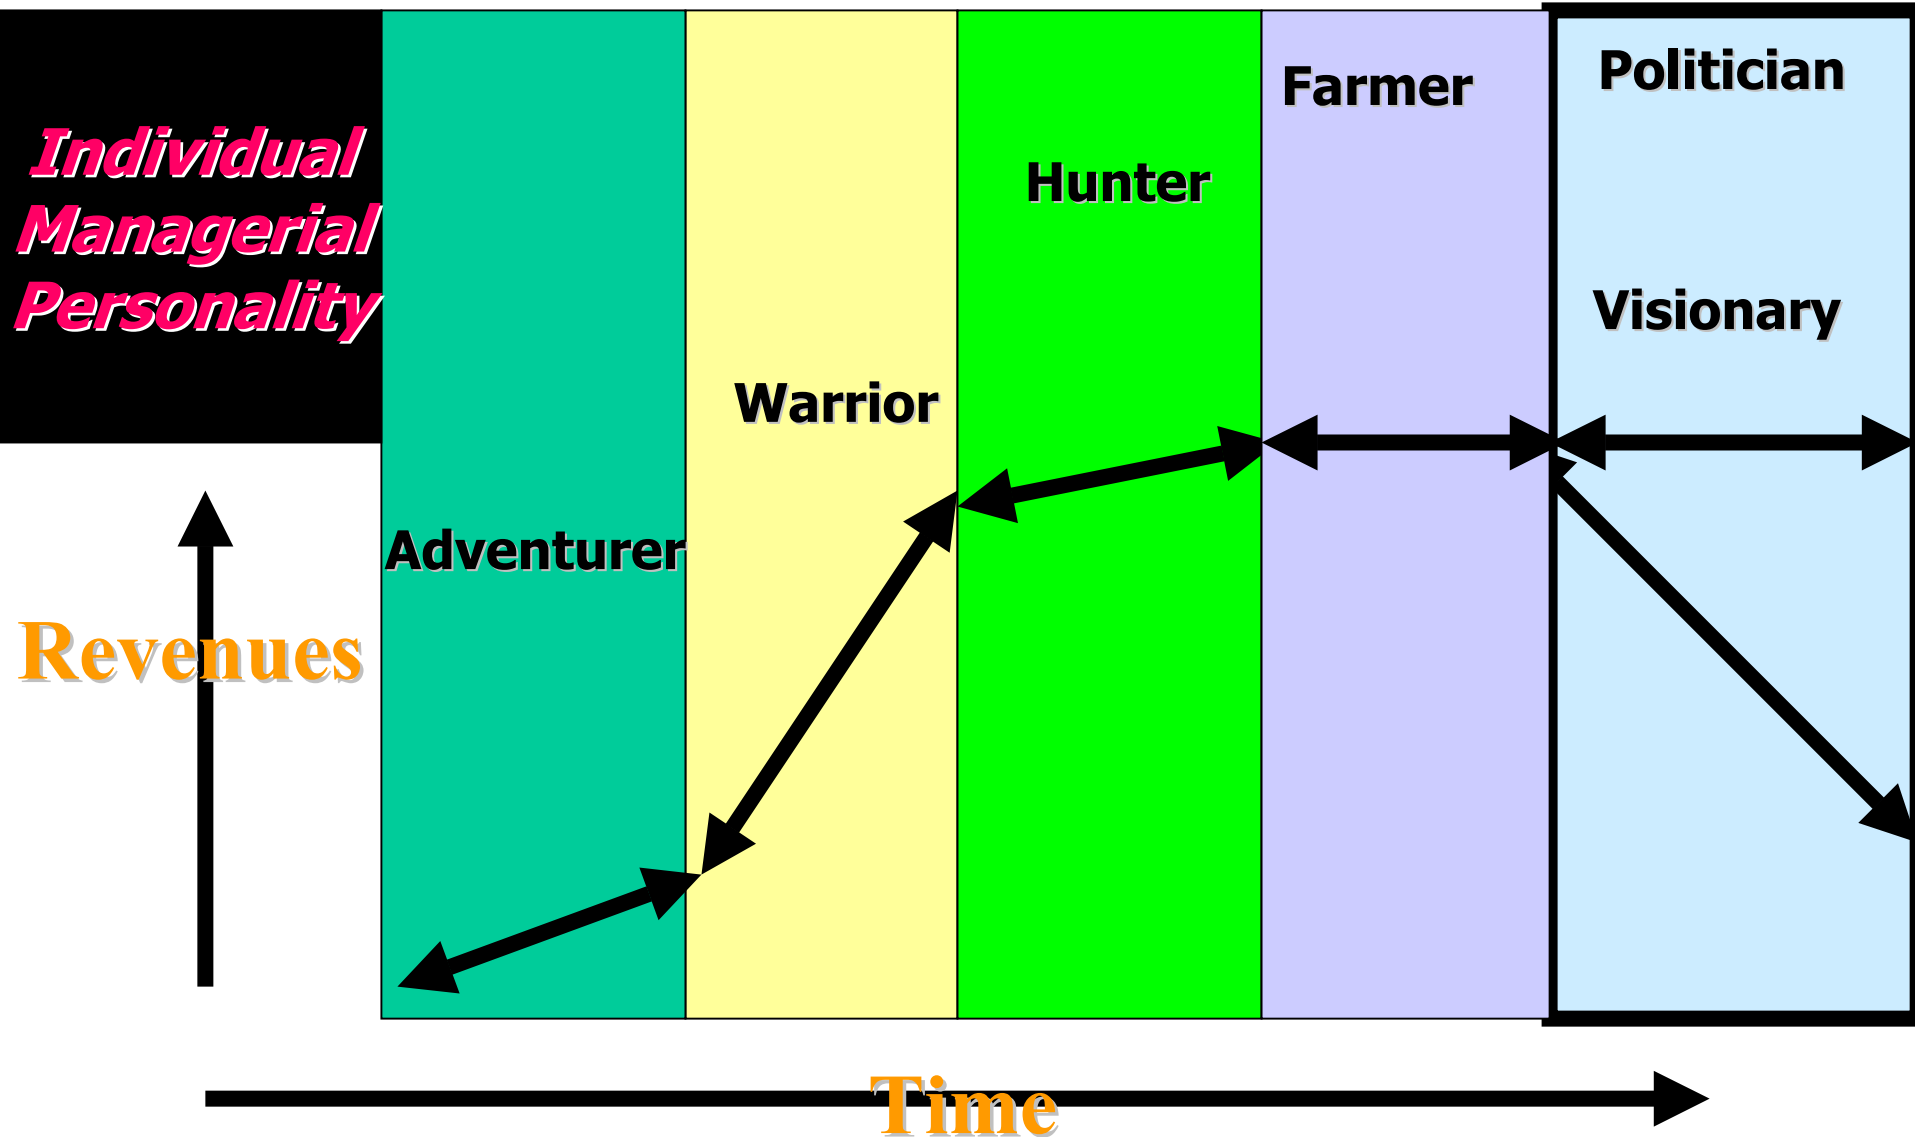 Individual
Managerial
Personality
Adventurer
Warrior
Hunter
Farmer
Politician
Visionary
Revenues
Time